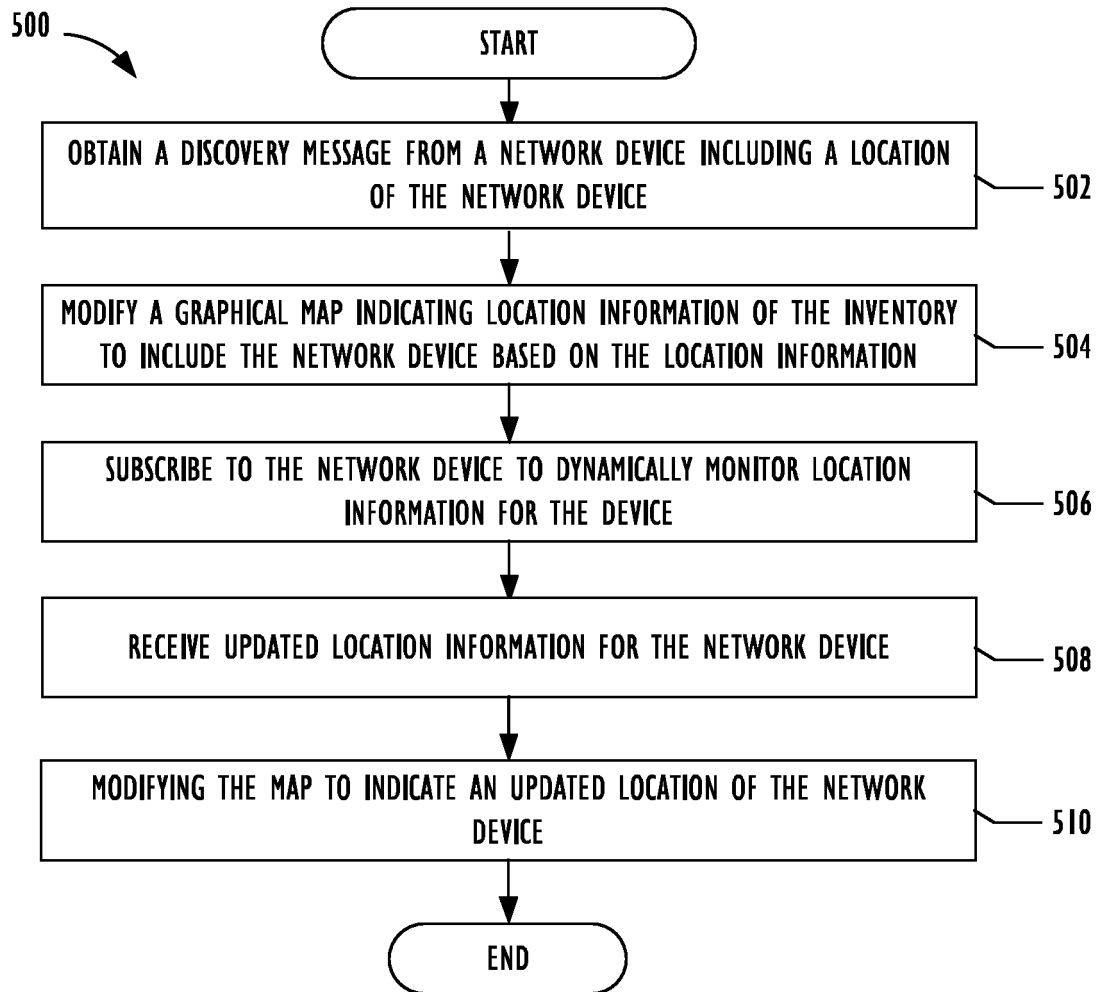 500
START
OBTAIN A DISCOVERY MESSAGE FROM A NETWORK DEVICE INCLUDING A LOCATION
OF THE NETWORK DEVICE
502
MODIFY A GRAPHICAL MAP INDICATING LOCATION INFORMATION OF THE INVENTORY
TO INCLUDE THE NETWORK DEVICE BASED ON THE LOCATION INFORMATION
504
SUBSCRIBE TO THE NETWORK DEVICE TO DYNAMICALLY MONITOR LOCATION
INFORMATION FOR THE DEVICE
506
RECEIVE UPDATED LOCATION INFORMATION FOR THE NETWORK DEVICE
508
MODIFYING THE MAP TO INDICATE AN UPDATED LOCATION OF THE NETWORK
DEVICE
510
END